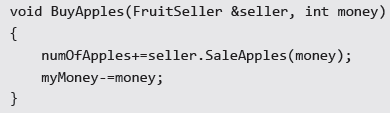 void BuyApples(FruitSeller &seller, int money)
{
    numOfApples+=seller.SaleApples(money);
    myMoney-=money;
}